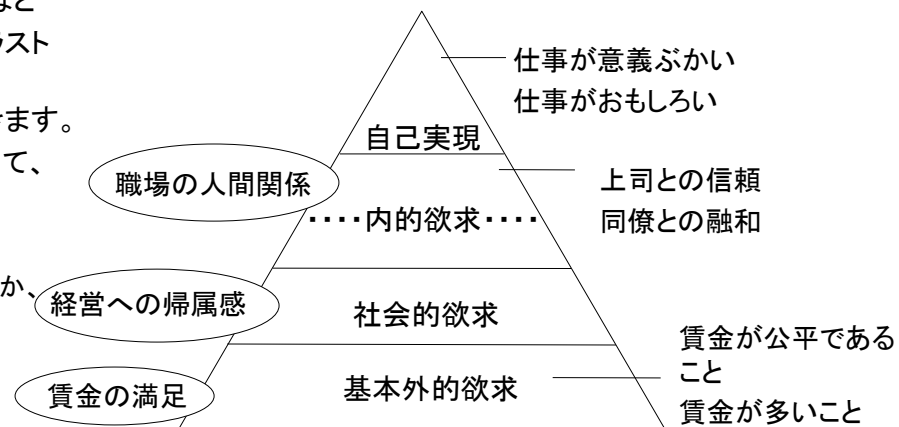 など
ラスト
きます。
て、
か、
仕事が意義ぶかい
仕事がおもしろい
自己実現
職場の人間関係
上司との信頼
同僚との融和
････内的欲求････
経営への帰属感
社会的欲求
賃金が公平である
こと
賃金が多いこと
賃金の満足
基本外的欲求